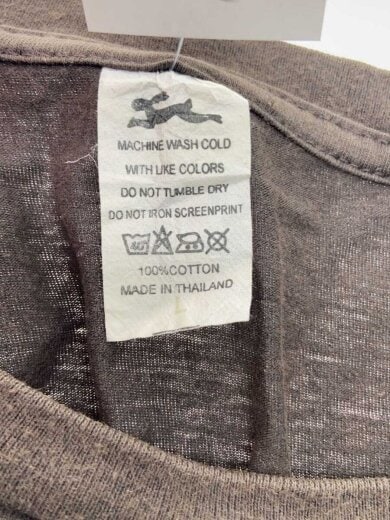 MACHINE WASH COLD
WITH LIKE COLORS
DO NOT TUMBLE DRY
DO NOT IRON SCREENPRINT
40°
100%COTTON
MADE IN THAILAND